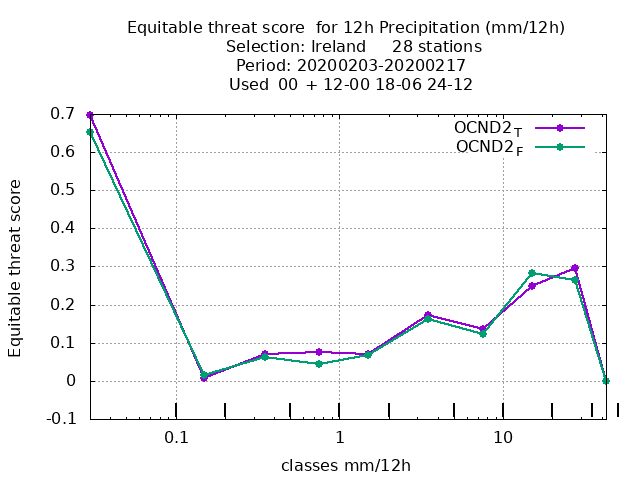 Equitable threat score  for 12h Precipitation (mm/12h)
Selection: Ireland     28 stations
Period: 20200203-20200217
Used  00  + 12-00 18-06 24-12
OCND2T
OCND2F
Equitable threat score
0.7
0.6
0.5
0.4
0.3
0.2
0.1
0
-0.1
0.1
1
10
classes mm/12h